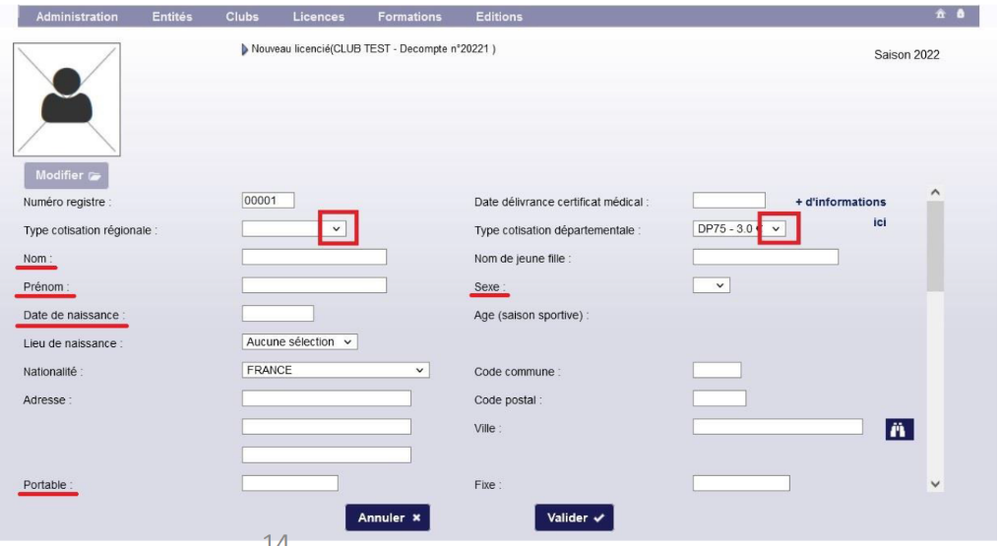 Administration Entités Clubs Licences Formations Editions
Nouveau licencié(CLUB TEST - Decompte n°20221 )
Saison 2022
Modifier
Numéro registre : 00001 Date délivrance certificat médical : + d'informations
ici
Type cotisation régionale : Type cotisation départementale : DP75 - 3.0
Nom : Nom de jeune fille :
Prénom : Sexe :
Date de naissance : Age (saison sportive) :
Lieu de naissance : Aucune sélection
Nationalité : FRANCE Code commune :
Adresse : Code postal :
Ville :
Portable : Fixe :
Annuler Valider
14